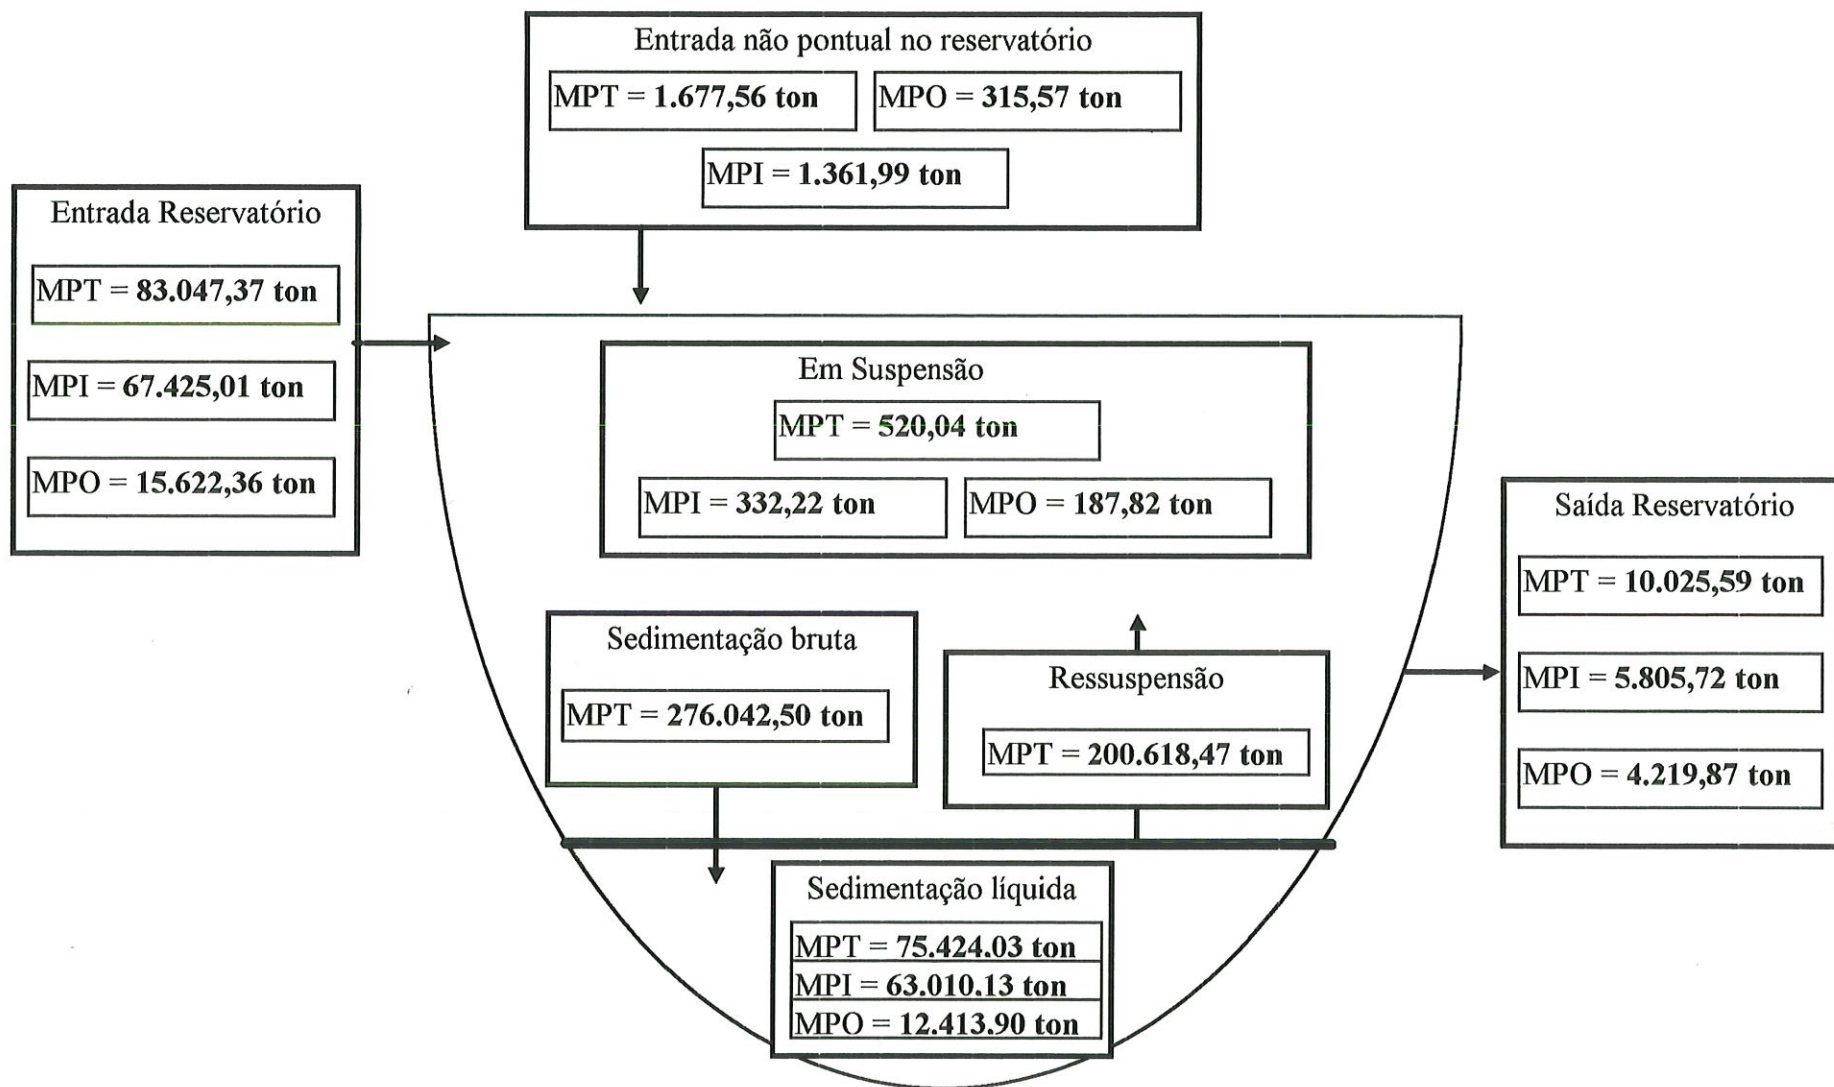 Entrada não pontual no reservatório
MPT = 1.677,56 ton
MPO = 315,57 ton
MPI = 1.361,99 ton
Entrada Reservatório
MPT = 83.047,37 ton
MPI = 67.425,01 ton
MPO = 15.622,36 ton
Em Suspensão
MPT = 520,04 ton
MPI = 332,22 ton
MPO = 187,82 ton
Saída Reservatório
MPT = 10.025,59 ton
MPI = 5.805,72 ton
MPO = 4.219,87 ton
Sedimentação bruta
MPT = 276.042,50 ton
Ressuspensão
MPT = 200.618,47 ton
Sedimentação líquida
MPT = 75.424,03 ton
MPI = 63.010,13 ton
MPO = 12.413,90 ton